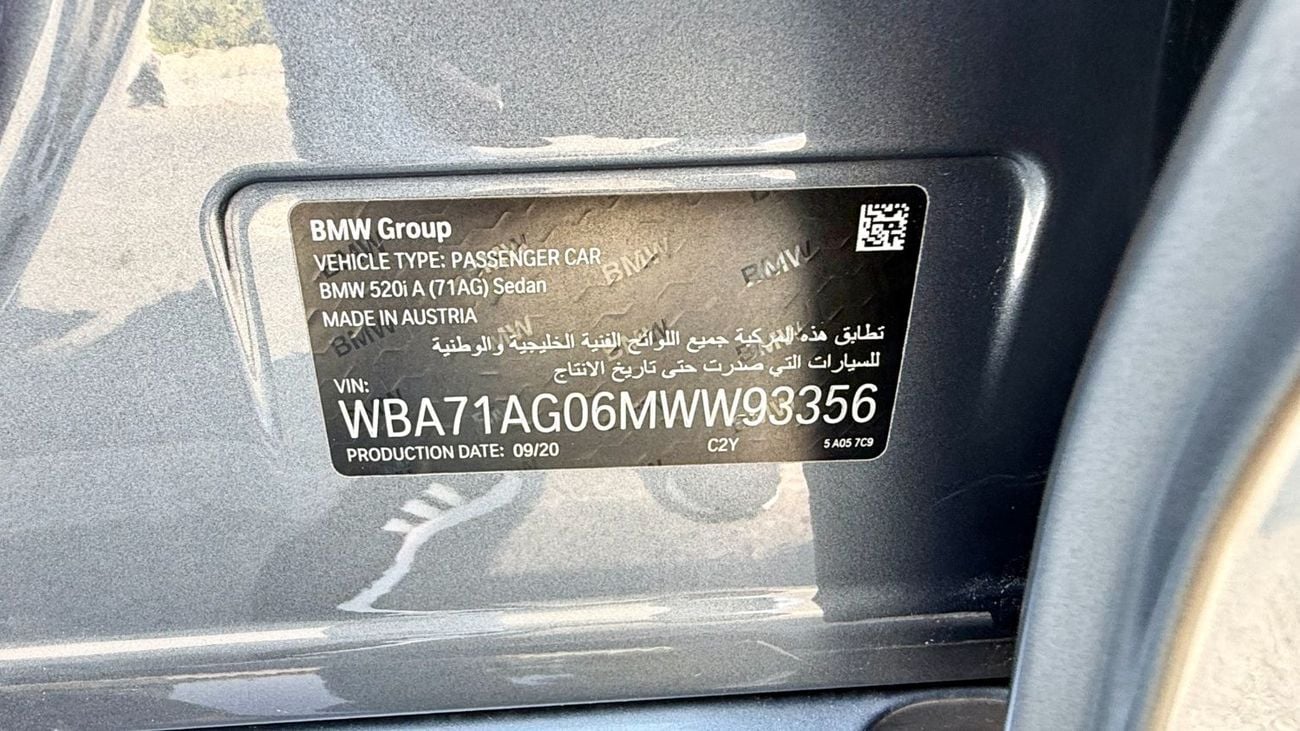 BMW Group
VEHICLE TYPE: PASSENGER CAR
BMW 520i A (71AG) Sedan
MADE IN AUSTRIA
تطابق هذه المركبة جميع اللوائح الفنية الخليجية والوطنية
للسيارات التي صدرت حتى تاريخ الانتاج
VIN:
WBA71AG06MWW93356
PRODUCTION DATE: 09/20 C2Y 5 A05 7C9